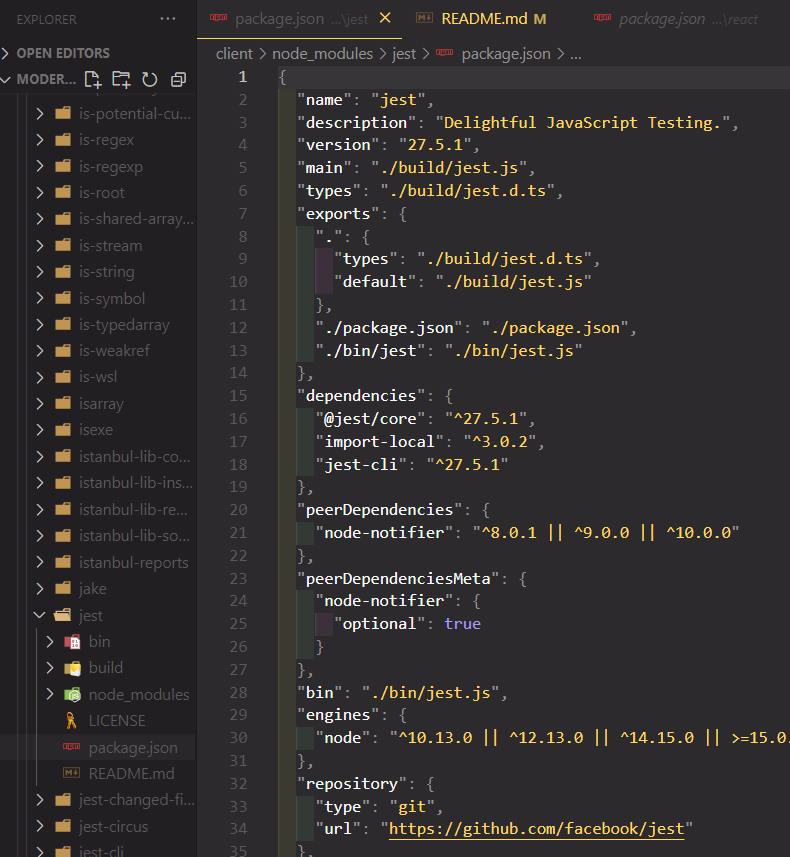 EXPLORER ...
OPEN EDITORS
MODER...
is-potential-cu...
is-regex
is-regexp
is-root
is-shared-array...
is-stream
is-string
is-symbol
is-typedarray
is-weakref
is-wsl
isarray
isexe
istanbul-lib-co...
istanbul-lib-ins...
istanbul-lib-re...
istanbul-lib-so...
istanbul-reports
jake
jest
bin
build
node_modules
LICENSE
package.json
README.md
jest-changed-fi...
jest-circus
jest-cli
package.json ...\jest README.md M package.json ...\react
client > node_modules > jest > package.json > ...
1 {
2 "name": "jest",
3 "description": "Delightful JavaScript Testing.",
4 "version": "27.5.1",
5 "main": "./build/jest.js",
6 "types": "./build/jest.d.ts",
7 "exports": {
8 ".": {
9 "types": "./build/jest.d.ts",
10 "default": "./build/jest.js"
11 },
12 "./package.json": "./package.json",
13 "./bin/jest": "./bin/jest.js"
14 },
15 "dependencies": {
16 "@jest/core": "^27.5.1",
17 "import-local": "^3.0.2",
18 "jest-cli": "^27.5.1"
19 },
20 "peerDependencies": {
21 "node-notifier": "^8.0.1 || ^9.0.0 || ^10.0.0"
22 },
23 "peerDependenciesMeta": {
24 "node-notifier": {
25 "optional": true
26 }
27 },
28 "bin": "./bin/jest.js",
29 "engines": {
30 "node": "^10.13.0 || ^12.13.0 || ^14.15.0 || >=15.0.
31 },
32 "repository": {
33 "type": "git",
34 "url": "https://github.com/facebook/jest"
35 },